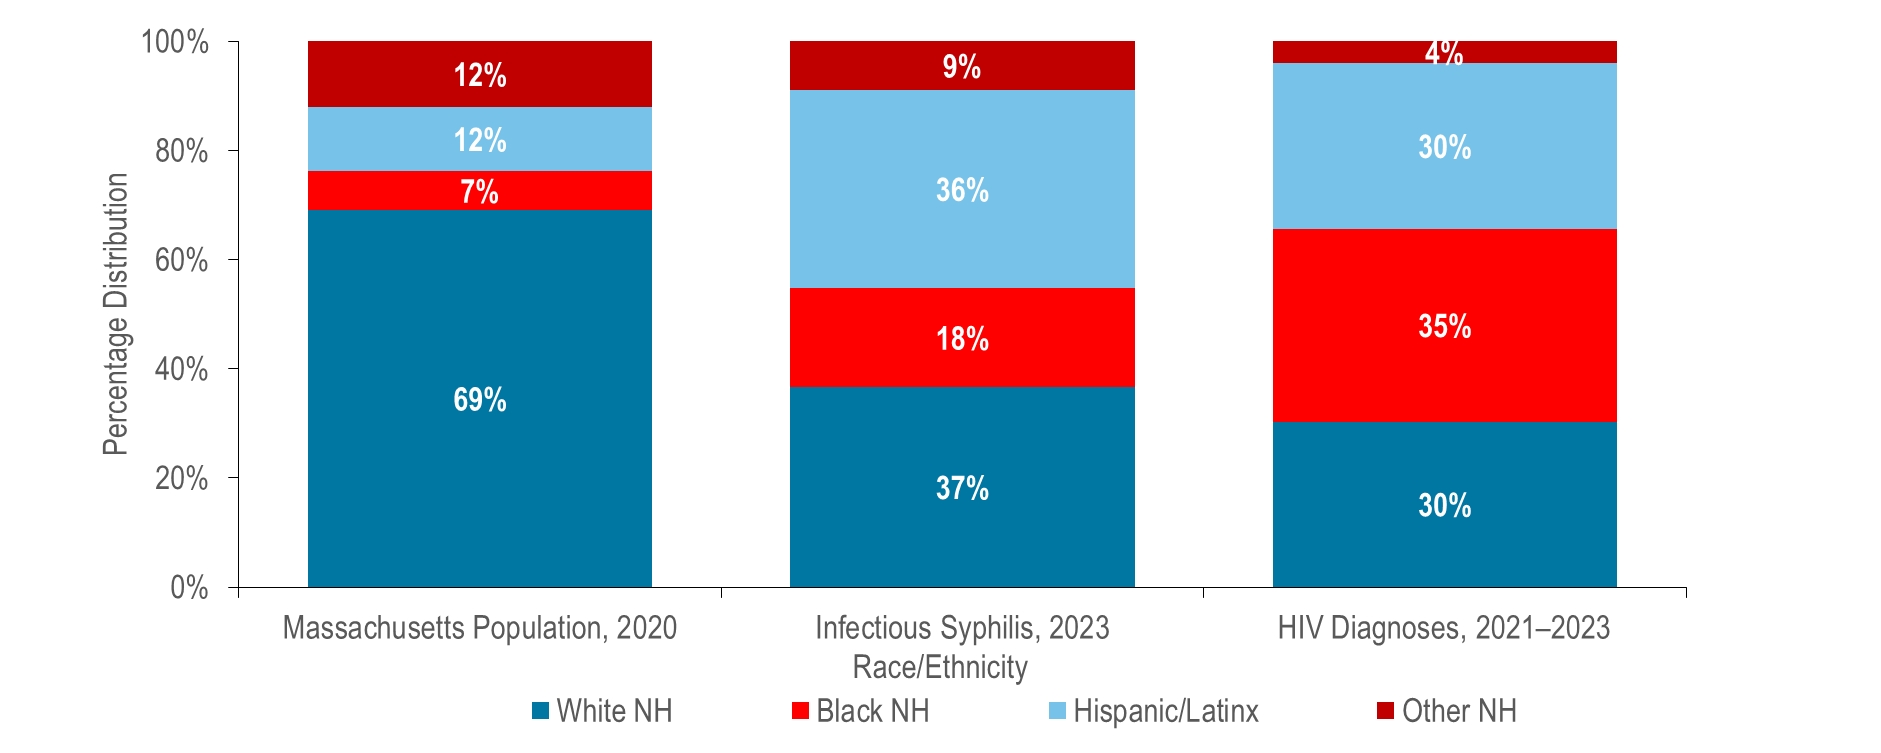 100%
80%
60%
40%
20%
0%
Percentage Distribution
12%
12%
7%
69%
9%
36%
18%
37%
4%
30%
35%
30%
Massachusetts Population, 2020
Infectious Syphilis, 2023
HIV Diagnoses, 2021–2023
Race/Ethnicity
White NH
Black NH
Hispanic/Latinx
Other NH